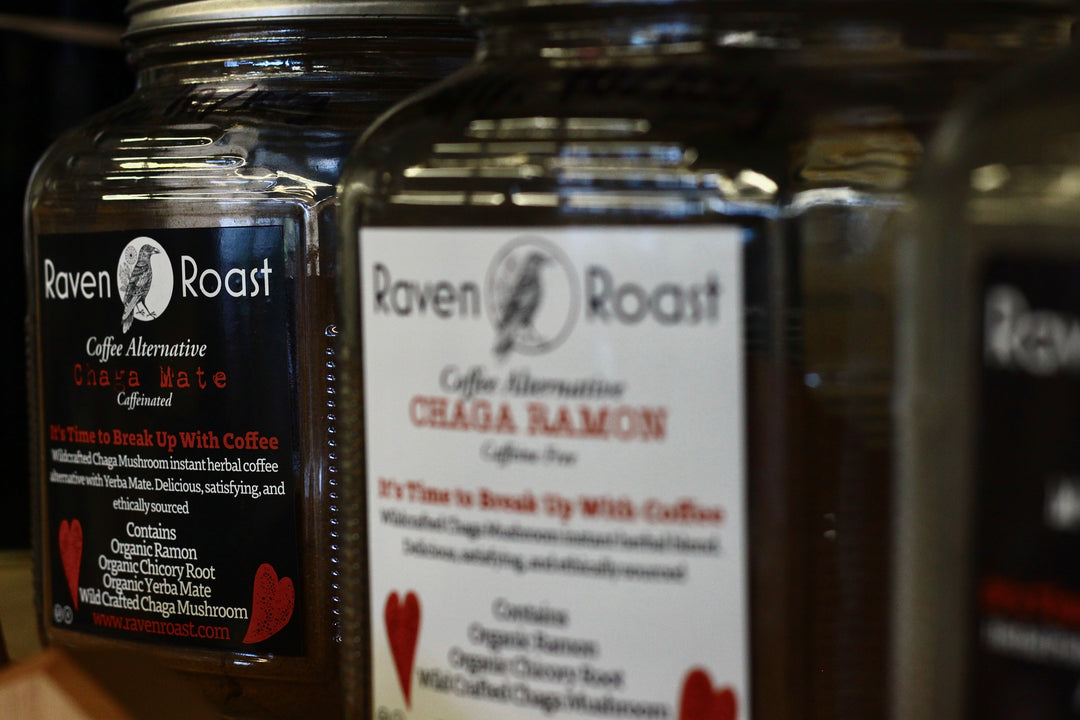 Raven Roast
Coffee Alternative
Chaga Mate
Caffeinated
It's Time to Break Up With Coffee
Wildcrafted Chaga Mushroom instant herbal coffee
alternative with Yerba Mate. Delicious, satisfying, and
ethically sourced
Contains
Organic Ramon
Organic Chicory Root
Organic Yerba Mate
Wild Crafted Chaga Mushroom
www.ravenroast.com
Raven Roast
Coffee Alternative
CHAGA RAMON
Caffeine Free
It's Time to Break Up With Coffee
Wildcrafted Chaga Mushroom instant herbal blend.
Delicious, satisfying, and ethically sourced
Contains
Organic Ramon
Organic Chicory Root
Wild Crafted Chaga Mushroom